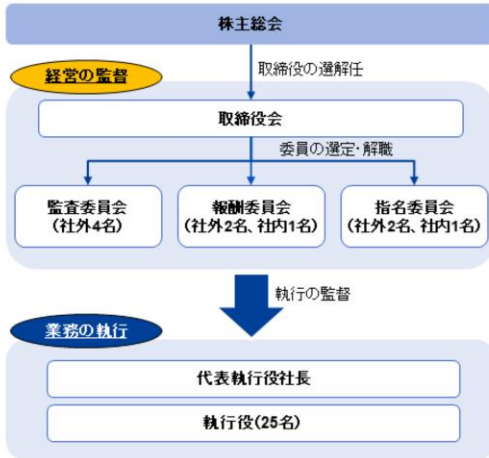 株主総会
取締役の選解任
経営の監督
取締役会
委員の選定・解職
監査委員会
(社外4名)
報酬委員会
(社外2名、社内1名)
指名委員会
(社外2名、社内1名)
執行の監督
業務の執行
代表執行役社長
執行役(25名)